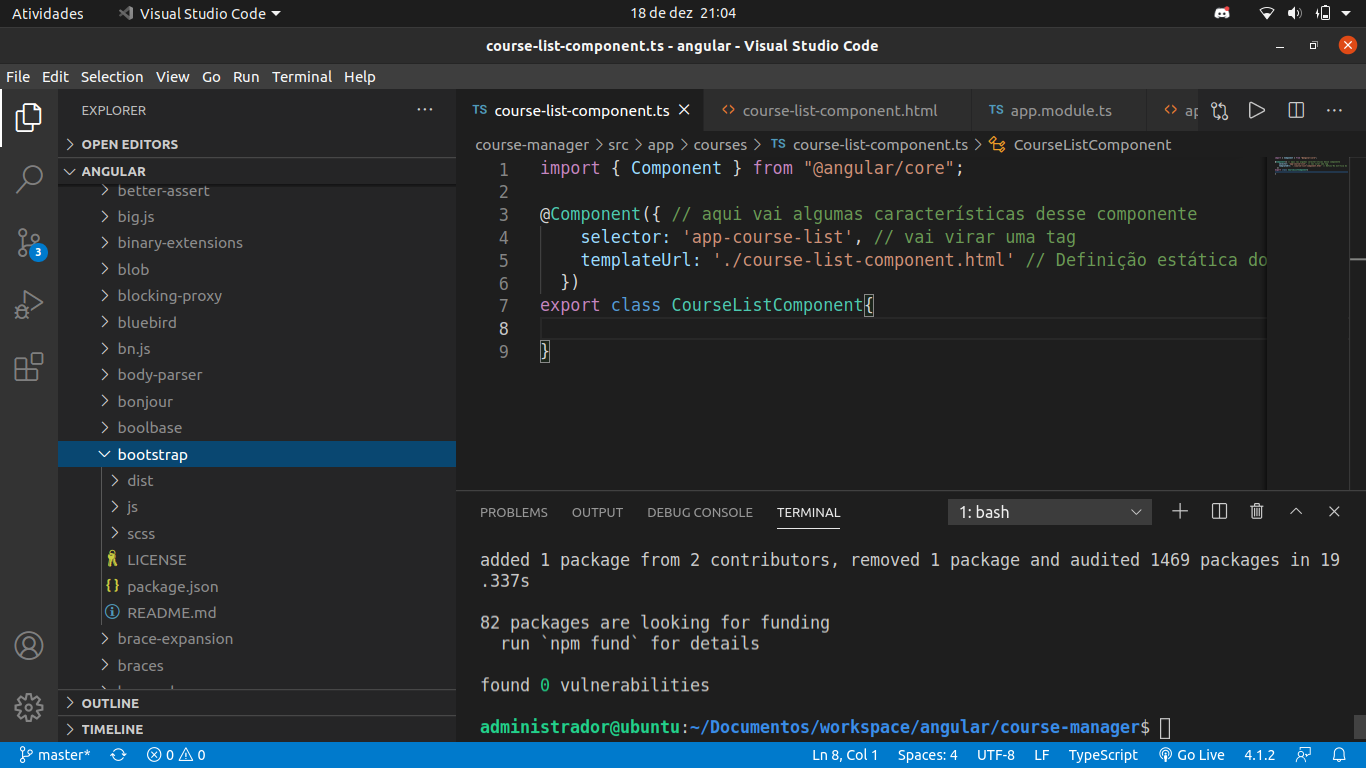 Atividades
Visual Studio Code
18 de dez 21:04
course-list-component.ts - angular - Visual Studio Code
File Edit Selection View Go Run Terminal Help
EXPLORER
OPEN EDITORS
ANGULAR
better-assert
big.js
binary-extensions
blob
blocking-proxy
bluebird
bn.js
body-parser
bonjour
boolbase
bootstrap
dist
js
scss
LICENSE
package.json
README.md
brace-expansion
braces
OUTLINE
TIMELINE
3
TS course-list-component.ts
course-list-component.html
TS app.module.ts
ap
course-manager > src > app > courses > TS course-list-component.ts > CourseListComponent
1 import { Component } from "@angular/core";
2
3 @Component({ // aqui vai algumas características desse componente
4 selector: 'app-course-list', // vai virar uma tag
5 templateUrl: './course-list-component.html' // Definição estática do
6 })
7 export class CourseListComponent{
8
9 }
PROBLEMS OUTPUT DEBUG CONSOLE TERMINAL
1: bash
added 1 package from 2 contributors, removed 1 package and audited 1469 packages in 19
.337s
82 packages are looking for funding
run `npm fund` for details
found 0 vulnerabilities
administrador@ubuntu:~/Documentos/workspace/angular/course-manager$
master* 0 0
Ln 8, Col 1 Spaces: 4 UTF-8 LF TypeScript Go Live 4.1.2